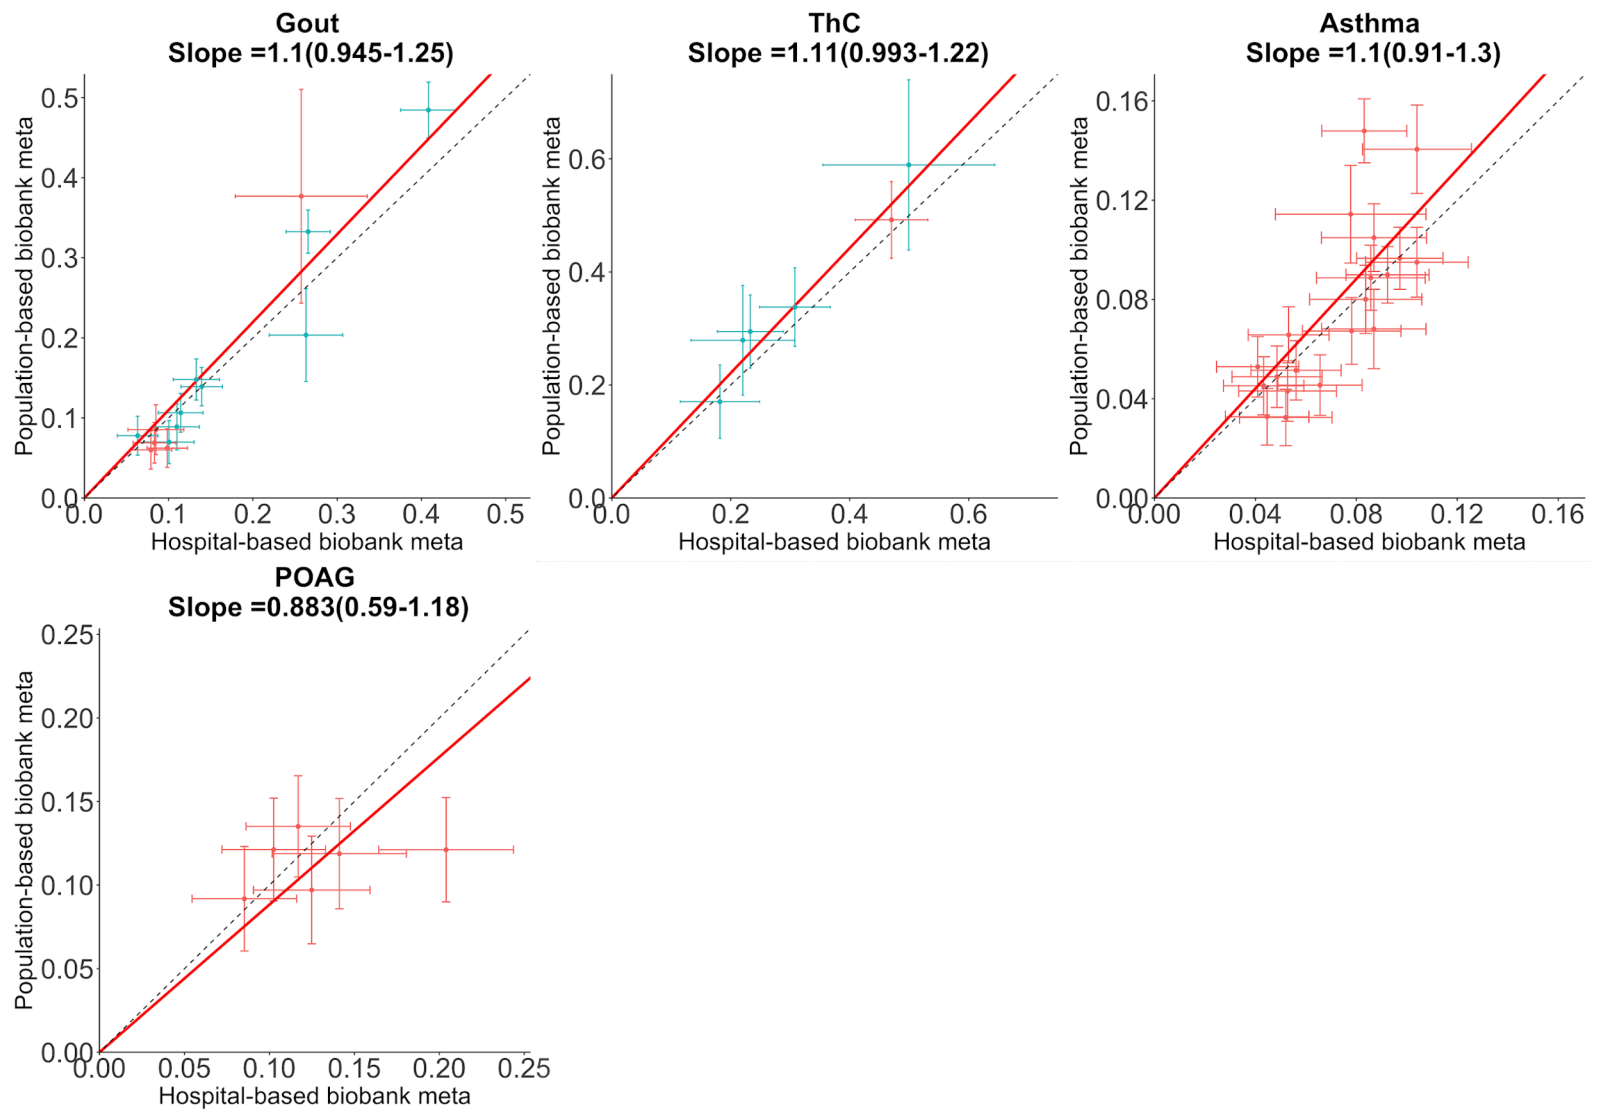 Gout
Slope =1.1(0.945-1.25)
Population-based biobank meta
0.5
0.4
0.3
0.2
0.1
0.0
0.0 0.1 0.2 0.3 0.4 0.5
Hospital-based biobank meta
ThC
Slope =1.11(0.993-1.22)
Population-based biobank meta
0.6
0.4
0.2
0.0
0.0 0.2 0.4 0.6
Hospital-based biobank meta
Asthma
Slope =1.1(0.91-1.3)
Population-based biobank meta
0.16
0.12
0.08
0.04
0.00
0.00 0.04 0.08 0.12 0.16
Hospital-based biobank meta
POAG
Slope =0.883(0.59-1.18)
Population-based biobank meta
0.25
0.20
0.15
0.10
0.05
0.00
0.00 0.05 0.10 0.15 0.20 0.25
Hospital-based biobank meta